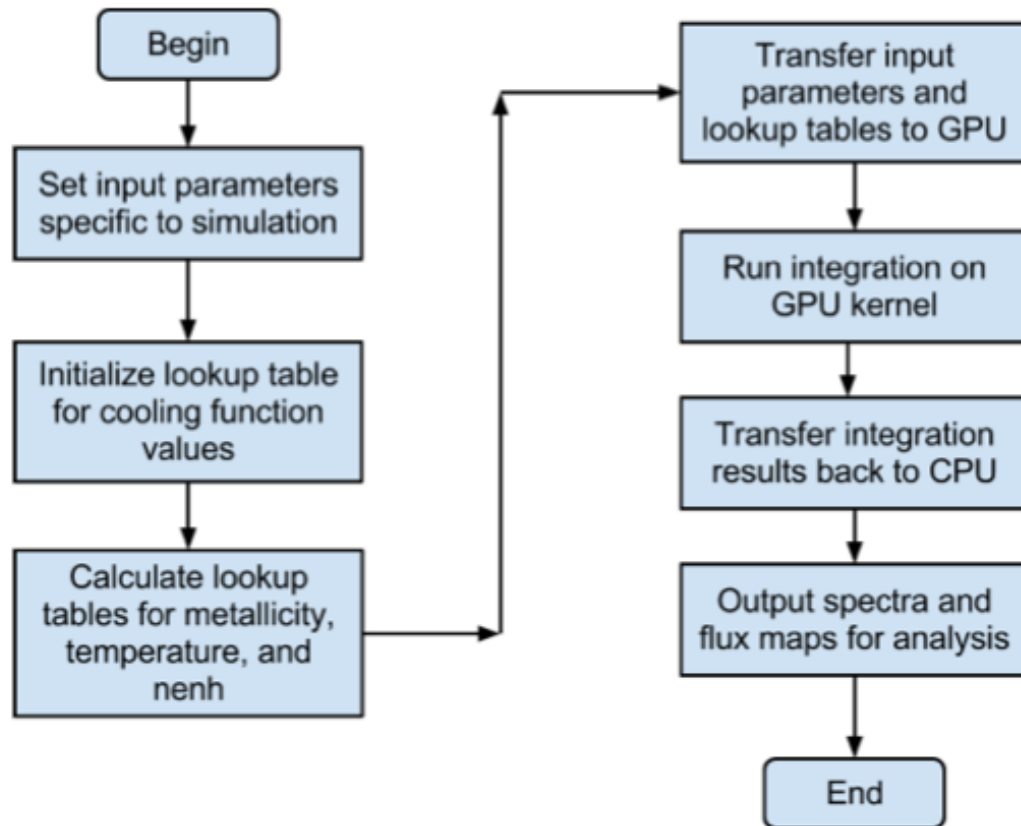 Begin
Set input parameters
specific to simulation
Initialize lookup table
for cooling function
values
Calculate lookup
tables for metallicity,
temperature, and
nenh
Transfer input
parameters and
lookup tables to GPU
Run integration on
GPU kernel
Transfer integration
results back to CPU
Output spectra and
flux maps for analysis
End